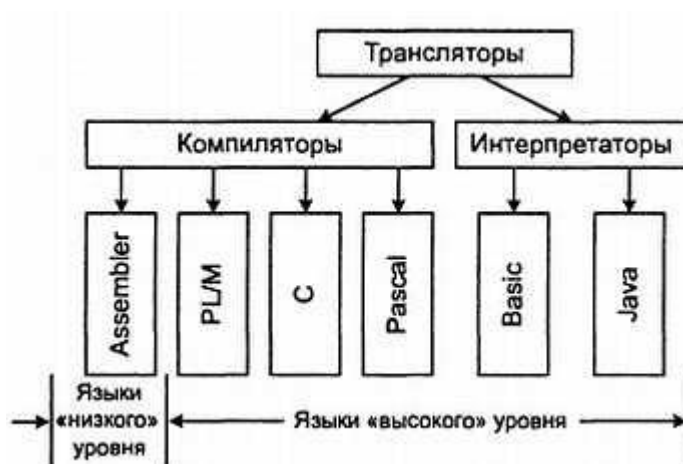 Трансляторы
Компиляторы
Интерпретаторы
Assembler
PL/M
C
Pascal
Basic
Java
Языки
«низкого»
уровня
Языки «высокого» уровня